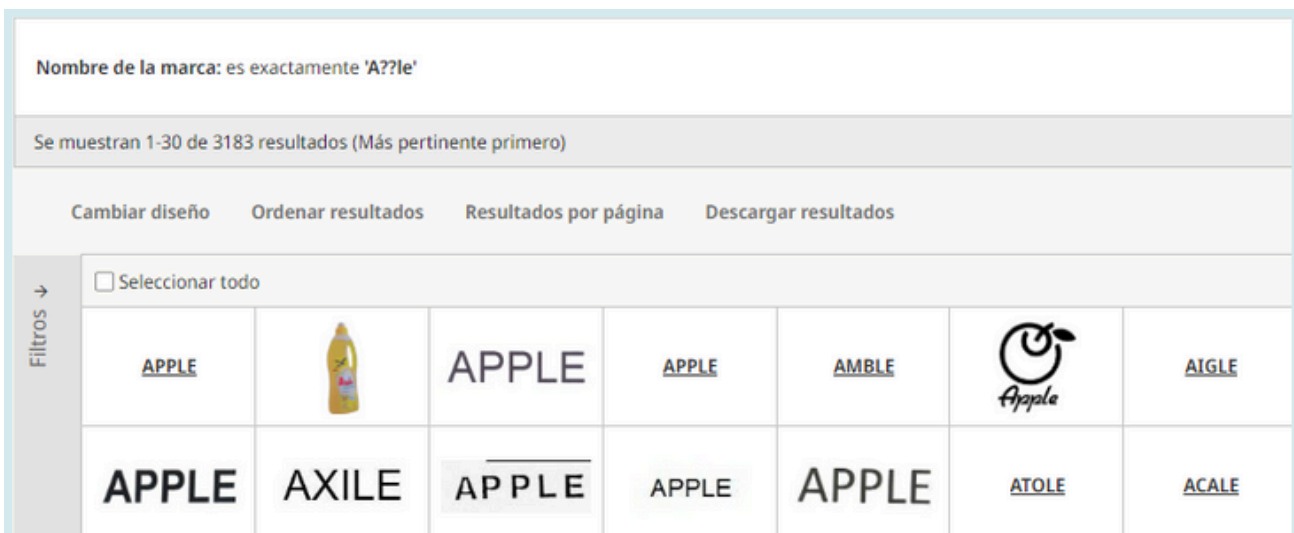 Nombre de la marca: es exactamente 'A??le'
Se muestran 1-30 de 3183 resultados (Más pertinente primero)
Cambiar diseño Ordenar resultados Resultados por página Descargar resultados
Filtros →
Seleccionar todo
APPLE APPLE APPLE AMBLE Apple AIGLE
APPLE AXILE APPLE APPLE APPLE ATOLE ACALE